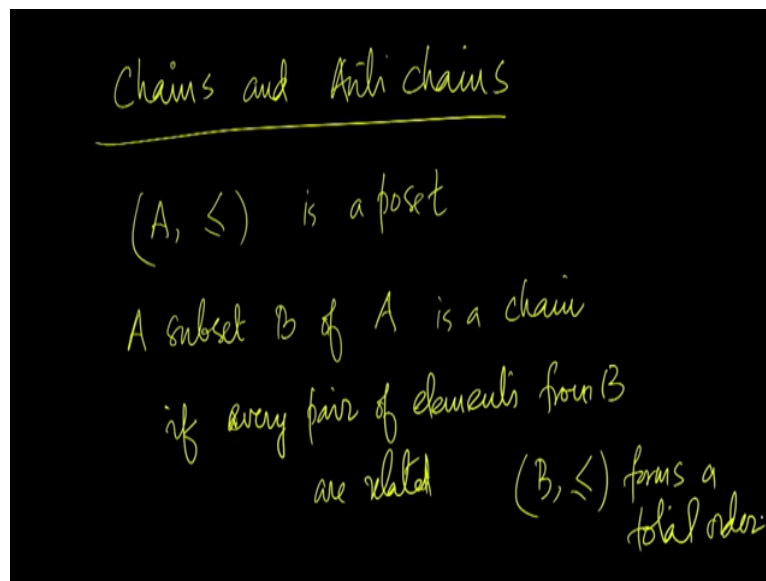 Chains and Anti chains
(A, ≤) is a poset
A subset B of A is a chain
if every pair of elements from B
are related (B, ≤) forms a
total order.